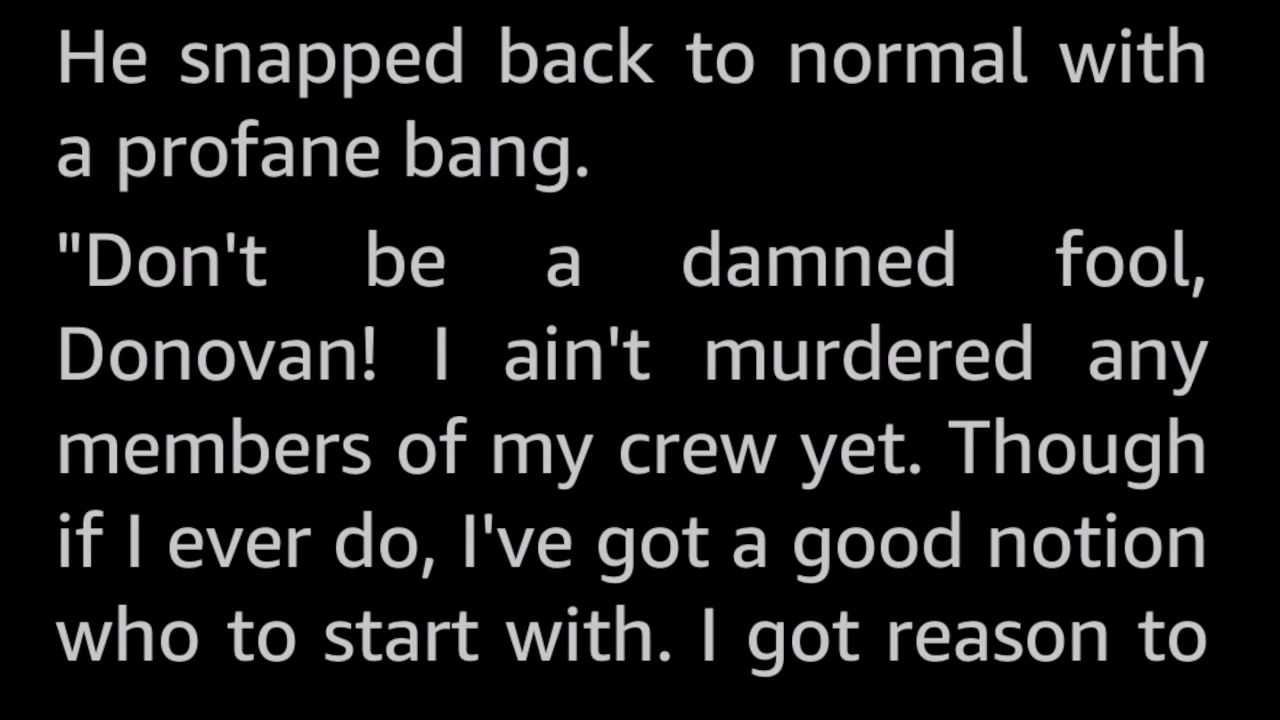 He snapped back to normal with
a profane bang.
"Don't be a damned fool,
Donovan! I ain't murdered any
members of my crew yet. Though
if I ever do, I've got a good notion
who to start with. I got reason to